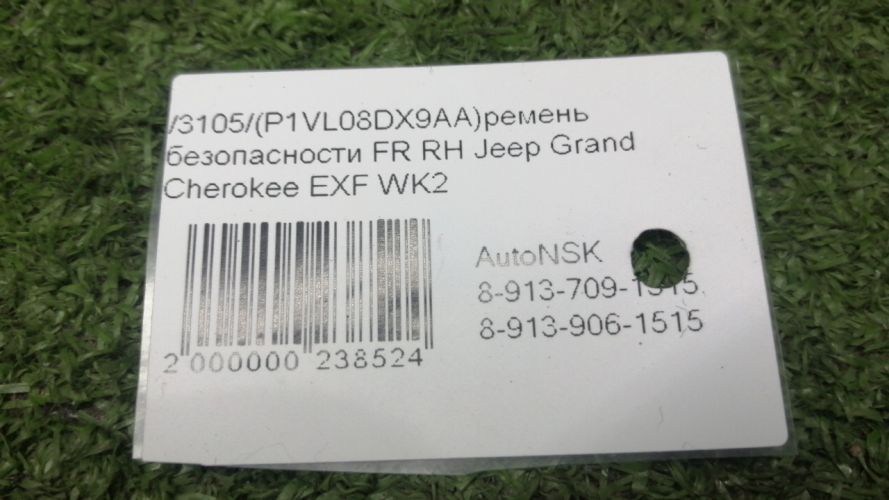 /3105/(P1VL08DX9AA)ремень
безопасности FR RH Jeep Grand
Cherokee EXF WK2
AutoNSK
8-913-709-1515
8-913-906-1515
2 000000 238524